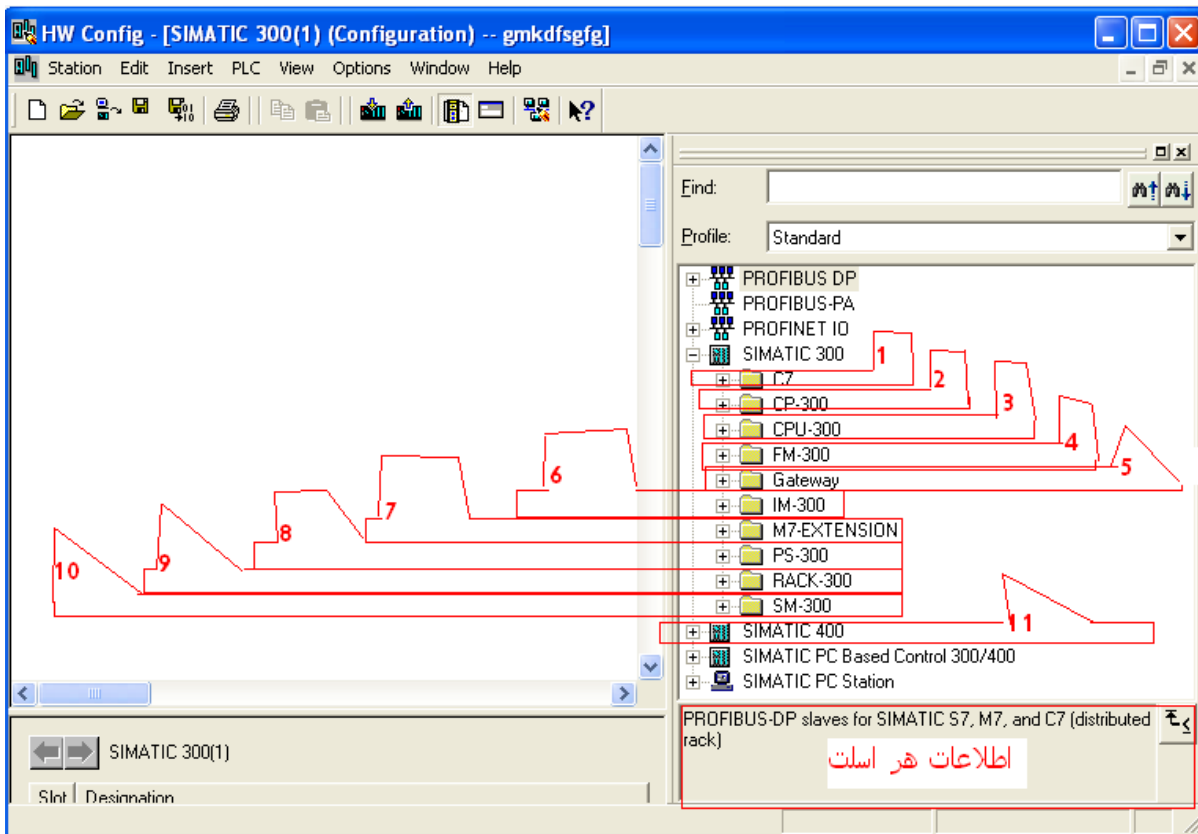 HW Config - [SIMATIC 300(1) (Configuration) -- gmkdfsgfg]
Station Edit Insert PLC View Options Window Help
Find:
Profile: Standard
PROFIBUS DP
PROFIBUS-PA
PROFINET IO
SIMATIC 300 1
C7 2
CP-300 3
CPU-300 4
FM-300 5
6 Gateway
7 IM-300
8 M7-EXTENSION
9 PS-300
10 RACK-300
SM-300
SIMATIC 400 11
SIMATIC PC Based Control 300/400
SIMATIC PC Station
PROFIBUS-DP slaves for SIMATIC S7, M7, and C7 (distributed
rack)
اطلاعات هر اسلت
SIMATIC 300(1)
Slot Designation